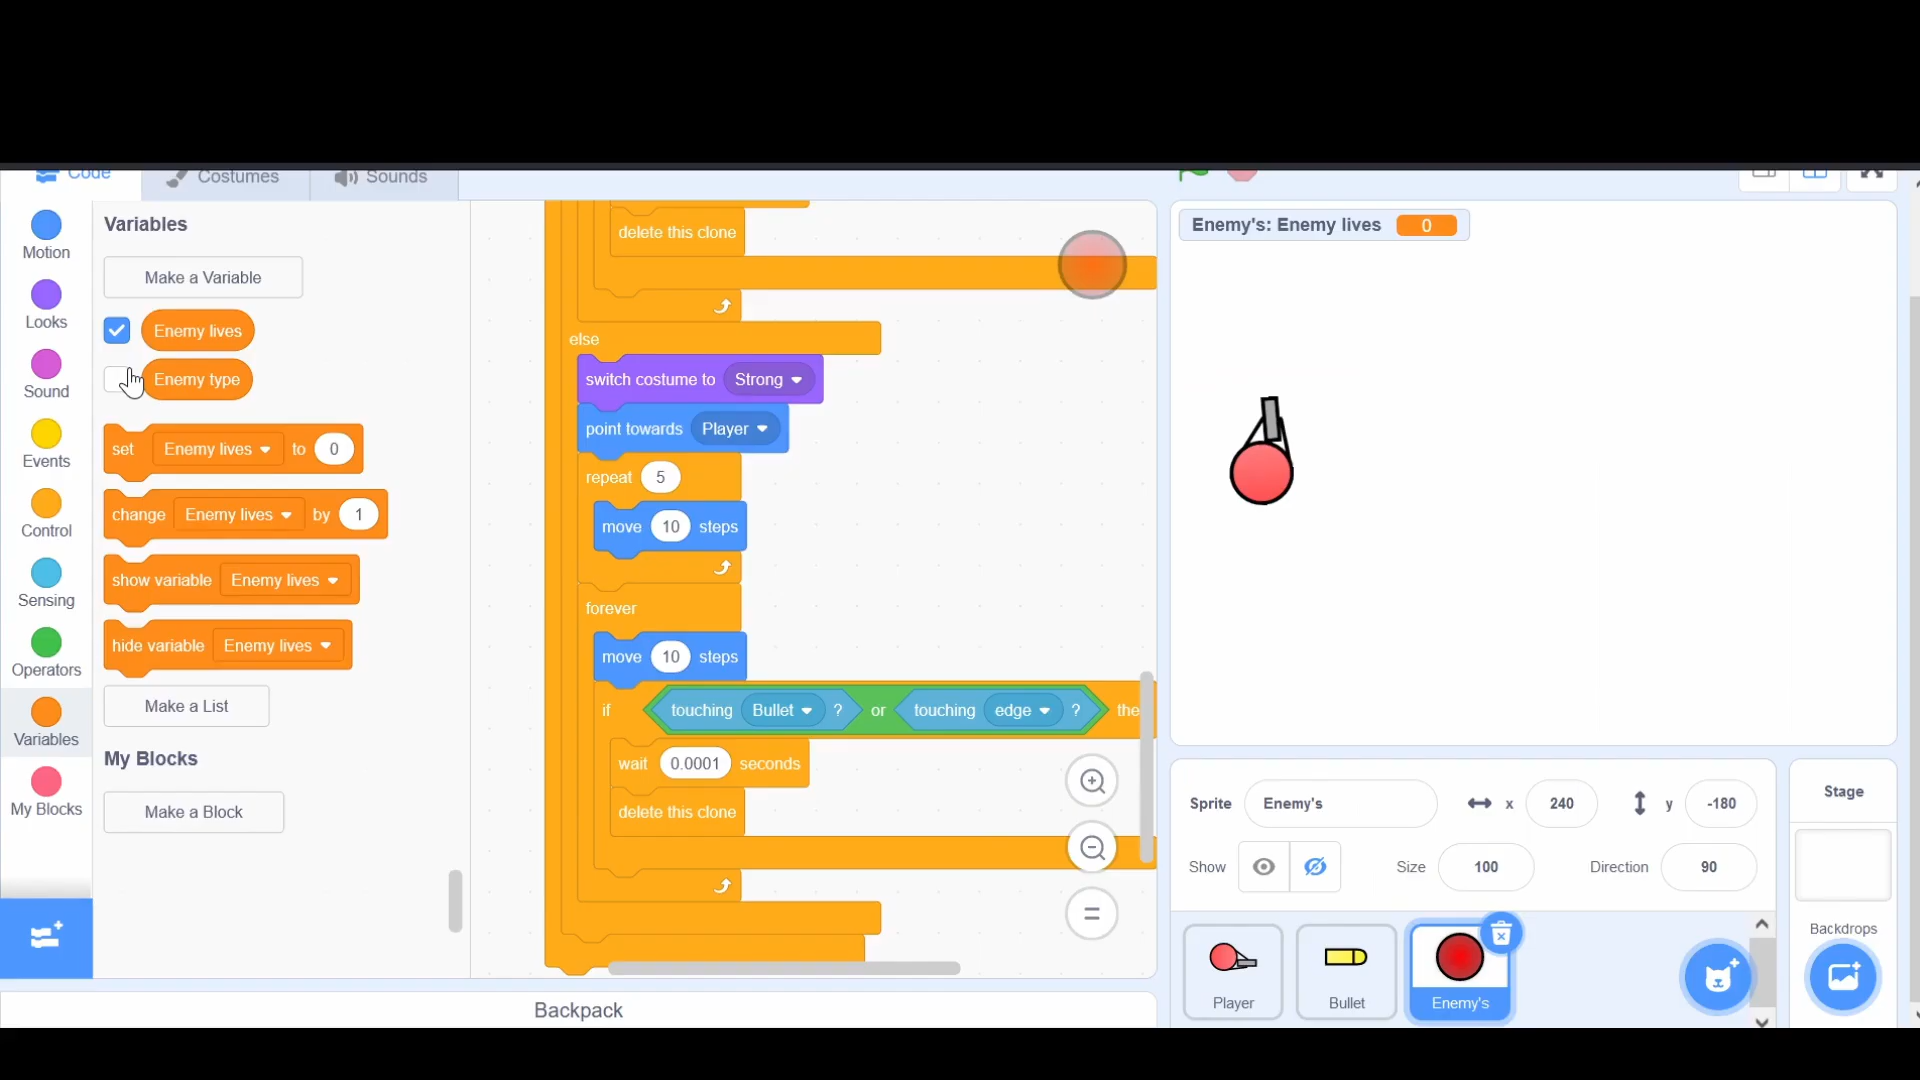 Code
Costumes
Sounds
Variables
Make a Variable
Enemy lives
Enemy type
set Enemy lives to 0
change Enemy lives by 1
show variable Enemy lives
hide variable Enemy lives
Make a List
My Blocks
Make a Block
Motion
Looks
Sound
Events
Control
Sensing
Operators
Variables
My Blocks
delete this clone
else
switch costume to Strong
point towards Player
repeat 5
move 10 steps
forever
move 10 steps
if touching Bullet ? or touching edge ? the
wait 0.0001 seconds
delete this clone
Backpack
Enemy's: Enemy lives 0
Sprite Enemy's x 240 y -180
Show Size 100 Direction 90
Player
Bullet
Enemy's
Stage
Backdrops